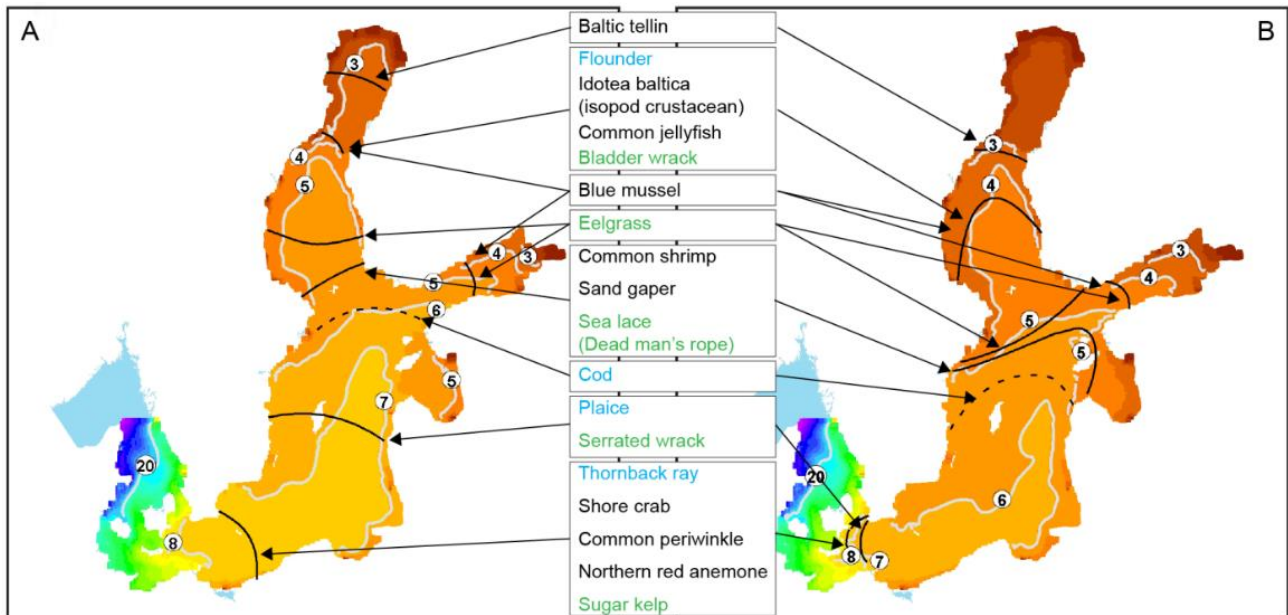 A
B
Baltic tellin
Flounder
Idotea baltica
(isopod crustacean)
Common jellyfish
Bladder wrack
Blue mussel
Eelgrass
Common shrimp
Sand gaper
Sea lace
(Dead man's rope)
Cod
Plaice
Serrated wrack
Thornback ray
Shore crab
Common periwinkle
Northern red anemone
Sugar kelp
3
4
5
4
3
5
6
5
7
20
8
3
4
3
4
5
5
20
6
8
7